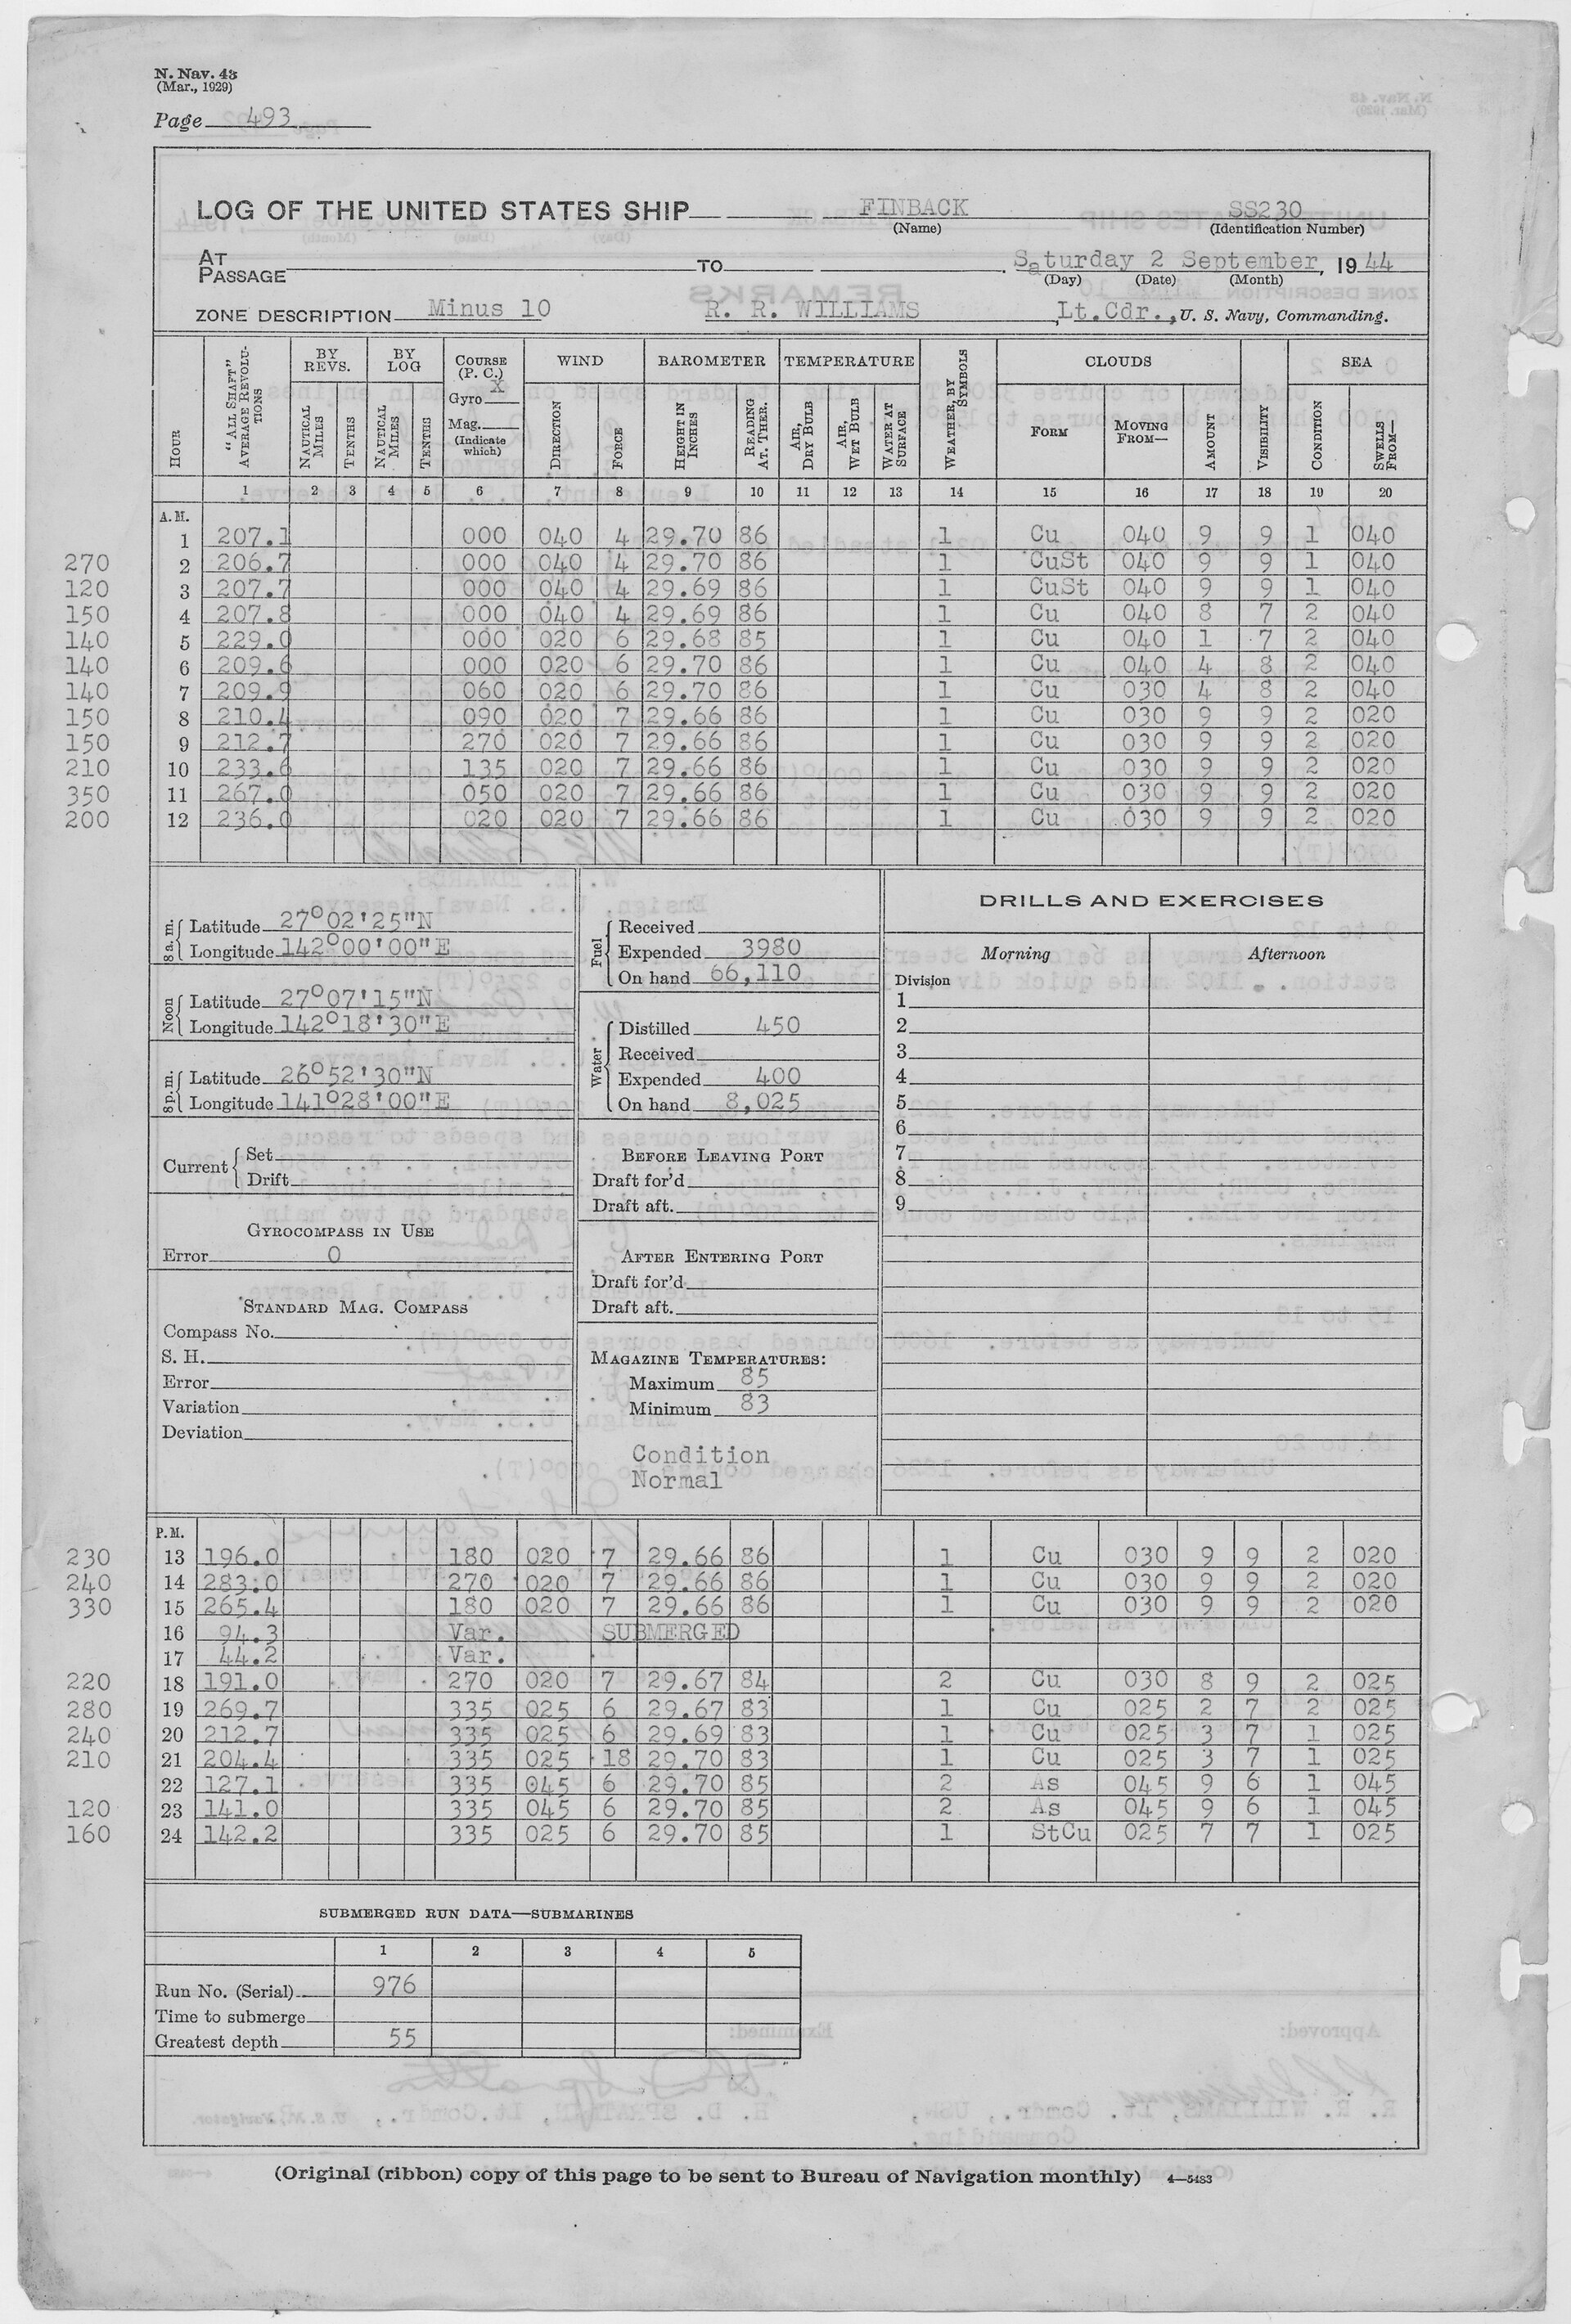 N. Nav. 43
(Mar., 1929)
Page 493
LOG OF THE UNITED STATES SHIP FINBACK SS230
(Name) (Identification Number)
AT
PASSAGE TO Saturday 2 September, 1944
(Day) (Date) (Month)
ZONE DESCRIPTION Minus 10 R. R. WILLIAMS Lt.Cdr., U. S. Navy, Commanding.
HOUR "ALL SHAFT" AVERAGE REVOLUTIONS BY REVS. BY LOG COURSE (P. C.) WIND BAROMETER TEMPERATURE WEATHER, BY SYMBOLS CLOUDS VISIBILITY SEA
NAUTICAL MILES TENTHS NAUTICAL MILES TENTHS Gyro X Mag. (Indicate which) DIRECTION FORCE HEIGHT IN INCHES READING AT. THER. AIR, DRY BULB AIR, WET BULB WATER AT SURFACE FORM MOVING FROM— AMOUNT CONDITION SWELLS FROM—
1 2 3 4 5 6 7 8 9 10 11 12 13 14 15 16 17 18 19 20
A.M.
1 207.1 000 040 4 29.70 86 1 Cu 040 9 9 1 040
270 2 206.7 000 040 4 29.70 86 1 CuSt 040 9 9 1 040
120 3 207.7 000 040 4 29.69 86 1 CuSt 040 9 9 1 040
150 4 207.8 000 040 4 29.69 86 1 Cu 040 8 7 2 040
140 5 229.0 000 020 6 29.68 85 1 Cu 040 1 7 2 040
140 6 209.6 000 020 6 29.70 86 1 Cu 040 4 8 2 040
140 7 209.9 060 020 6 29.70 86 1 Cu 030 4 8 2 040
150 8 210.4 090 020 7 29.66 86 1 Cu 030 9 9 2 020
150 9 212.7 270 020 7 29.66 86 1 Cu 030 9 9 2 020
210 10 233.6 135 020 7 29.66 86 1 Cu 030 9 9 2 020
350 11 267.0 050 020 7 29.66 86 1 Cu 030 9 9 2 020
200 12 236.0 020 020 7 29.66 86 1 Cu 030 9 9 2 020
8 a. m. Latitude 27°02'25"N
Longitude 142°00'00"E
Noon Latitude 27°07'15"N
Longitude 142°18'30"E
8 p. m. Latitude 26°52'30"N
Longitude 141°28'00"E
Current Set
Drift
GYROCOMPASS IN USE
Error 0
STANDARD MAG. COMPASS
Compass No.
S. H.
Error
Variation
Deviation
Fuel Received
Expended 3980
On hand 66,110
Water Distilled 450
Received
Expended 400
On hand 8,025
BEFORE LEAVING PORT
Draft for'd
Draft aft.
AFTER ENTERING PORT
Draft for'd
Draft aft.
MAGAZINE TEMPERATURES:
Maximum 85
Minimum 83
Condition
Normal
DRILLS AND EXERCISES
Morning Afternoon
Division
1
2
3
4
5
6
7
8
9
P.M.
230 13 196.0 180 020 7 29.66 86 1 Cu 030 9 9 2 020
240 14 283.0 270 020 7 29.66 86 1 Cu 030 9 9 2 020
330 15 265.4 180 020 7 29.66 86 1 Cu 030 9 9 2 020
16 94.3 Var. SUBMERGED
17 44.2 Var.
220 18 191.0 270 020 7 29.67 84 2 Cu 030 8 9 2 025
280 19 269.7 335 025 6 29.67 83 1 Cu 025 2 7 2 025
240 20 212.7 335 025 6 29.69 83 1 Cu 025 3 7 1 025
210 21 204.4 335 025 18 29.70 83 1 Cu 025 3 7 1 025
22 127.1 335 045 6 29.70 85 2 As 045 9 6 1 045
120 23 141.0 335 045 6 29.70 85 2 As 045 9 6 1 045
160 24 142.2 335 025 6 29.70 85 1 StCu 025 7 7 1 025
SUBMERGED RUN DATA—SUBMARINES
1 2 3 4 5
Run No. (Serial) 976
Time to submerge
Greatest depth 55
(Original (ribbon) copy of this page to be sent to Bureau of Navigation monthly) 4—5483